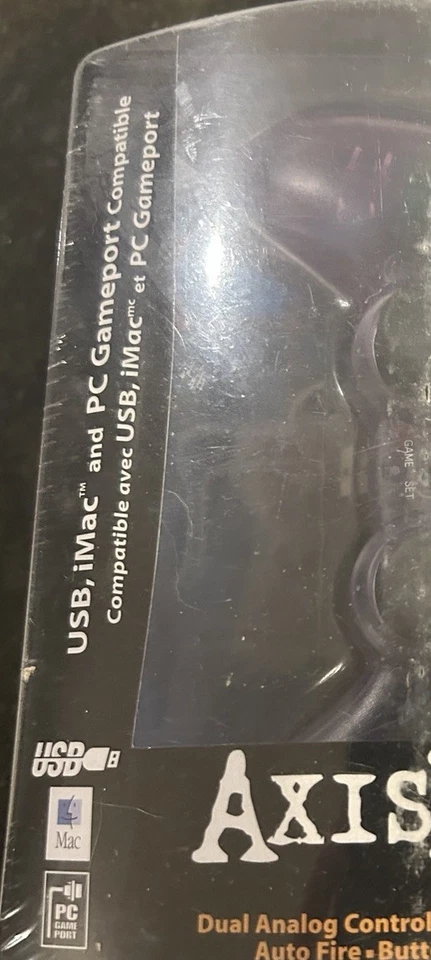 USB, iMac™ and PC Gameport Compatible
Compatible avec USB, iMacᵐᶜ et PC Gameport
GAME SET
USB
Mac
PC
GAME
PORT
AXIS
Dual Analog Control
Auto Fire ▪ Butt